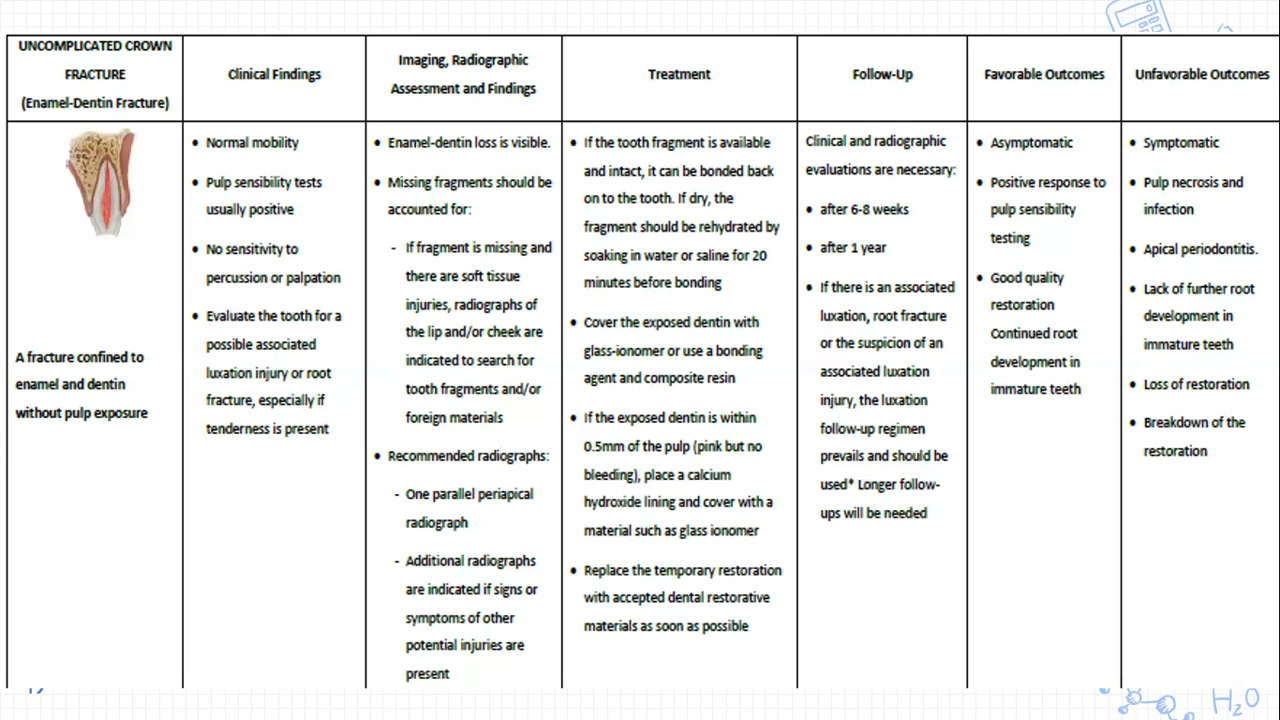 UNCOMPLICATED CROWN
FRACTURE
(Enamel-Dentin Fracture)
Clinical Findings
Imaging, Radiographic
Assessment and Findings
Treatment
Follow-Up
Favorable Outcomes
Unfavorable Outcomes
A fracture confined to
enamel and dentin
without pulp exposure
• Normal mobility
• Pulp sensibility tests
usually positive
• No sensitivity to
percussion or palpation
• Evaluate the tooth for a
possible associated
luxation injury or root
fracture, especially if
tenderness is present
• Enamel-dentin loss is visible.
• Missing fragments should be
accounted for:
- If fragment is missing and
there are soft tissue
injuries, radiographs of
the lip and/or cheek are
indicated to search for
tooth fragments and/or
foreign materials
• Recommended radiographs:
- One parallel periapical
radiograph
- Additional radiographs
are indicated if signs or
symptoms of other
potential injuries are
present
• If the tooth fragment is available
and intact, it can be bonded back
on to the tooth. If dry, the
fragment should be rehydrated by
soaking in water or saline for 20
minutes before bonding
• Cover the exposed dentin with
glass-ionomer or use a bonding
agent and composite resin
• If the exposed dentin is within
0.5mm of the pulp (pink but no
bleeding), place a calcium
hydroxide lining and cover with a
material such as glass ionomer
• Replace the temporary restoration
with accepted dental restorative
materials as soon as possible
Clinical and radiographic
evaluations are necessary:
• after 6-8 weeks
• after 1 year
• If there is an associated
luxation, root fracture
or the suspicion of an
associated luxation
injury, the luxation
follow-up regimen
prevails and should be
used* Longer follow-
ups will be needed
• Asymptomatic
• Positive response to
pulp sensibility
testing
• Good quality
restoration
Continued root
development in
immature teeth
• Symptomatic
• Pulp necrosis and
infection
• Apical periodontitis.
• Lack of further root
development in
immature teeth
• Loss of restoration
• Breakdown of the
restoration
H₂O